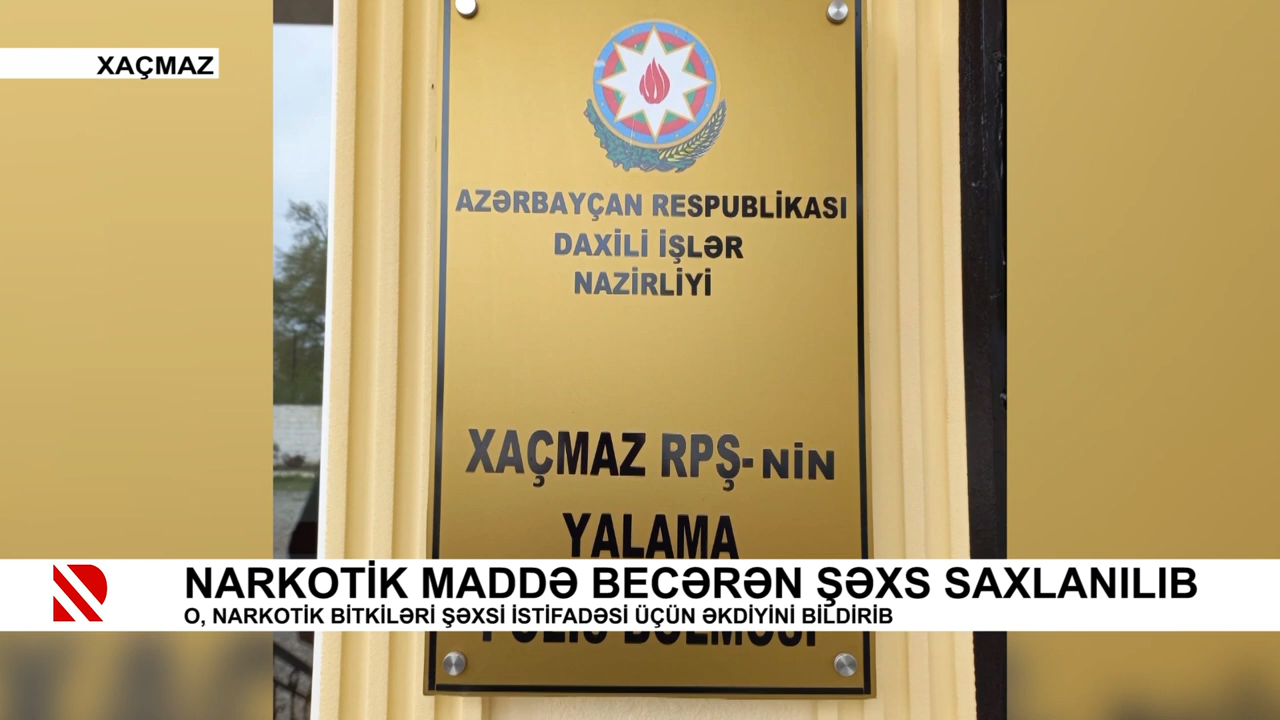 XAÇMAZ
AZƏRBAYÇAN RESPUBLİKASI
DAXİLİ İŞLƏR
NAZİRLİYİ
XAÇMAZ RPŞ-NİN
YALAMA
NARKOTİK MADDƏ BECƏRƏN ŞƏXS SAXLANILIB
O, NARKOTİK BİTKİLƏRİ ŞƏXSİ İSTİFADƏSİ ÜÇÜN ƏKDİYİNİ BİLDİRİB